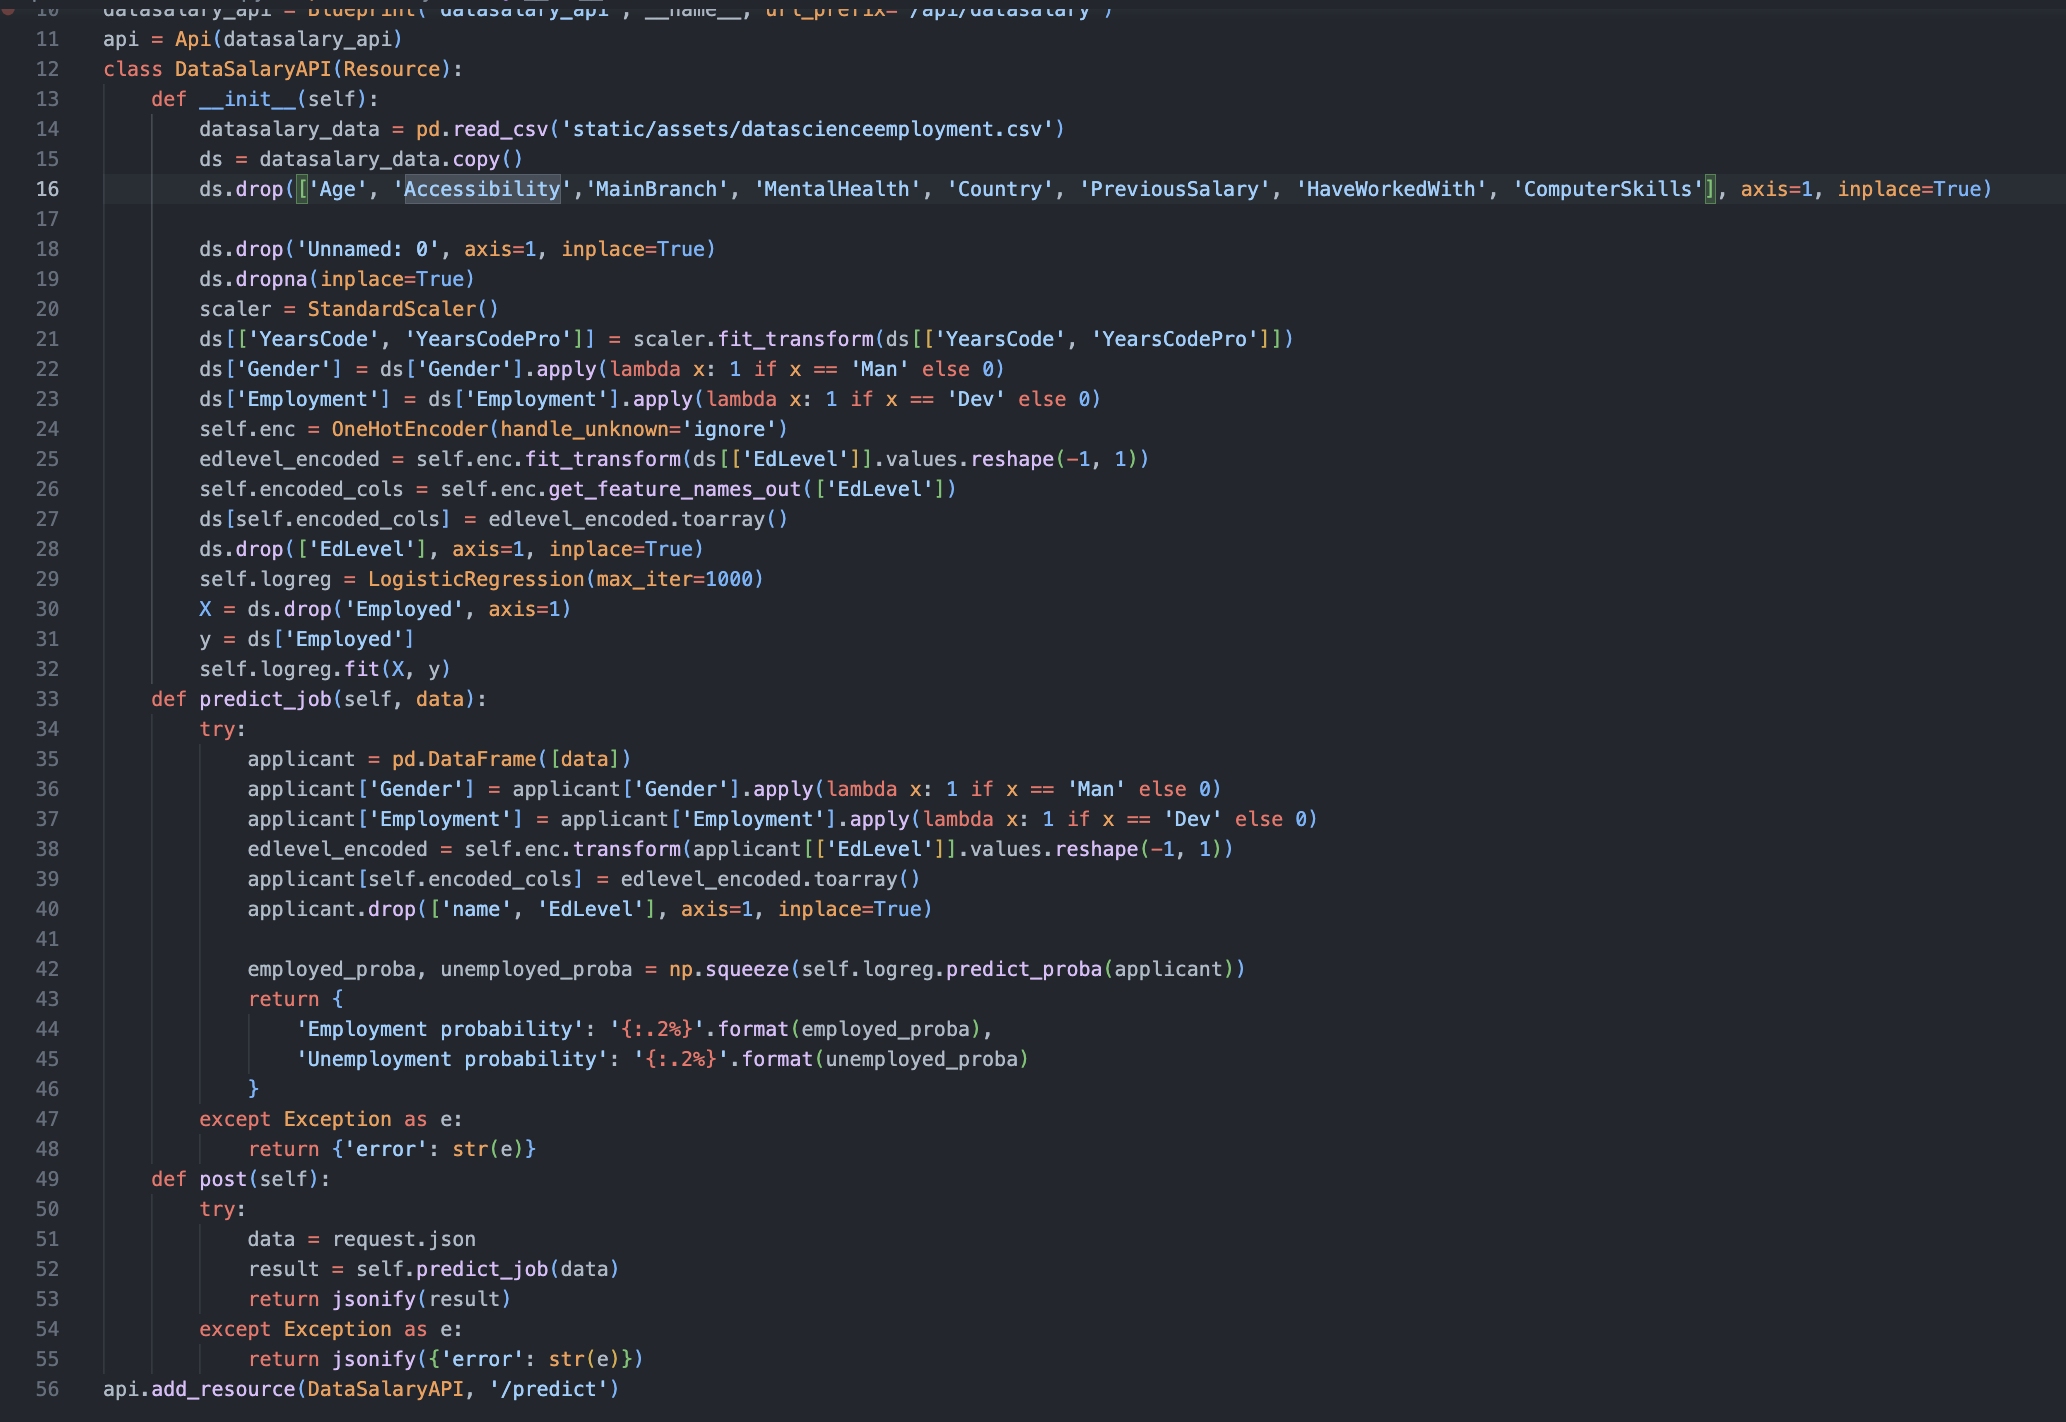 10 datasalary_api = Blueprint('datasalary_api', __name__, url_prefix='/api/datasalary')
11 api = Api(datasalary_api)
12 class DataSalaryAPI(Resource):
13     def __init__(self):
14         datasalary_data = pd.read_csv('static/assets/datascienceemployment.csv')
15         ds = datasalary_data.copy()
16         ds.drop(['Age', 'Accessibility','MainBranch', 'MentalHealth', 'Country', 'PreviousSalary', 'HaveWorkedWith', 'ComputerSkills'], axis=1, inplace=True)
17
18         ds.drop('Unnamed: 0', axis=1, inplace=True)
19         ds.dropna(inplace=True)
20         scaler = StandardScaler()
21         ds[['YearsCode', 'YearsCodePro']] = scaler.fit_transform(ds[['YearsCode', 'YearsCodePro']])
22         ds['Gender'] = ds['Gender'].apply(lambda x: 1 if x == 'Man' else 0)
23         ds['Employment'] = ds['Employment'].apply(lambda x: 1 if x == 'Dev' else 0)
24         self.enc = OneHotEncoder(handle_unknown='ignore')
25         edlevel_encoded = self.enc.fit_transform(ds[['EdLevel']].values.reshape(-1, 1))
26         self.encoded_cols = self.enc.get_feature_names_out(['EdLevel'])
27         ds[self.encoded_cols] = edlevel_encoded.toarray()
28         ds.drop(['EdLevel'], axis=1, inplace=True)
29         self.logreg = LogisticRegression(max_iter=1000)
30         X = ds.drop('Employed', axis=1)
31         y = ds['Employed']
32         self.logreg.fit(X, y)
33     def predict_job(self, data):
34         try:
35             applicant = pd.DataFrame([data])
36             applicant['Gender'] = applicant['Gender'].apply(lambda x: 1 if x == 'Man' else 0)
37             applicant['Employment'] = applicant['Employment'].apply(lambda x: 1 if x == 'Dev' else 0)
38             edlevel_encoded = self.enc.transform(applicant[['EdLevel']].values.reshape(-1, 1))
39             applicant[self.encoded_cols] = edlevel_encoded.toarray()
40             applicant.drop(['name', 'EdLevel'], axis=1, inplace=True)
41
42             employed_proba, unemployed_proba = np.squeeze(self.logreg.predict_proba(applicant))
43             return {
44                 'Employment probability': '{:.2%}'.format(employed_proba),
45                 'Unemployment probability': '{:.2%}'.format(unemployed_proba)
46             }
47         except Exception as e:
48             return {'error': str(e)}
49     def post(self):
50         try:
51             data = request.json
52             result = self.predict_job(data)
53             return jsonify(result)
54         except Exception as e:
55             return jsonify({'error': str(e)})
56 api.add_resource(DataSalaryAPI, '/predict')